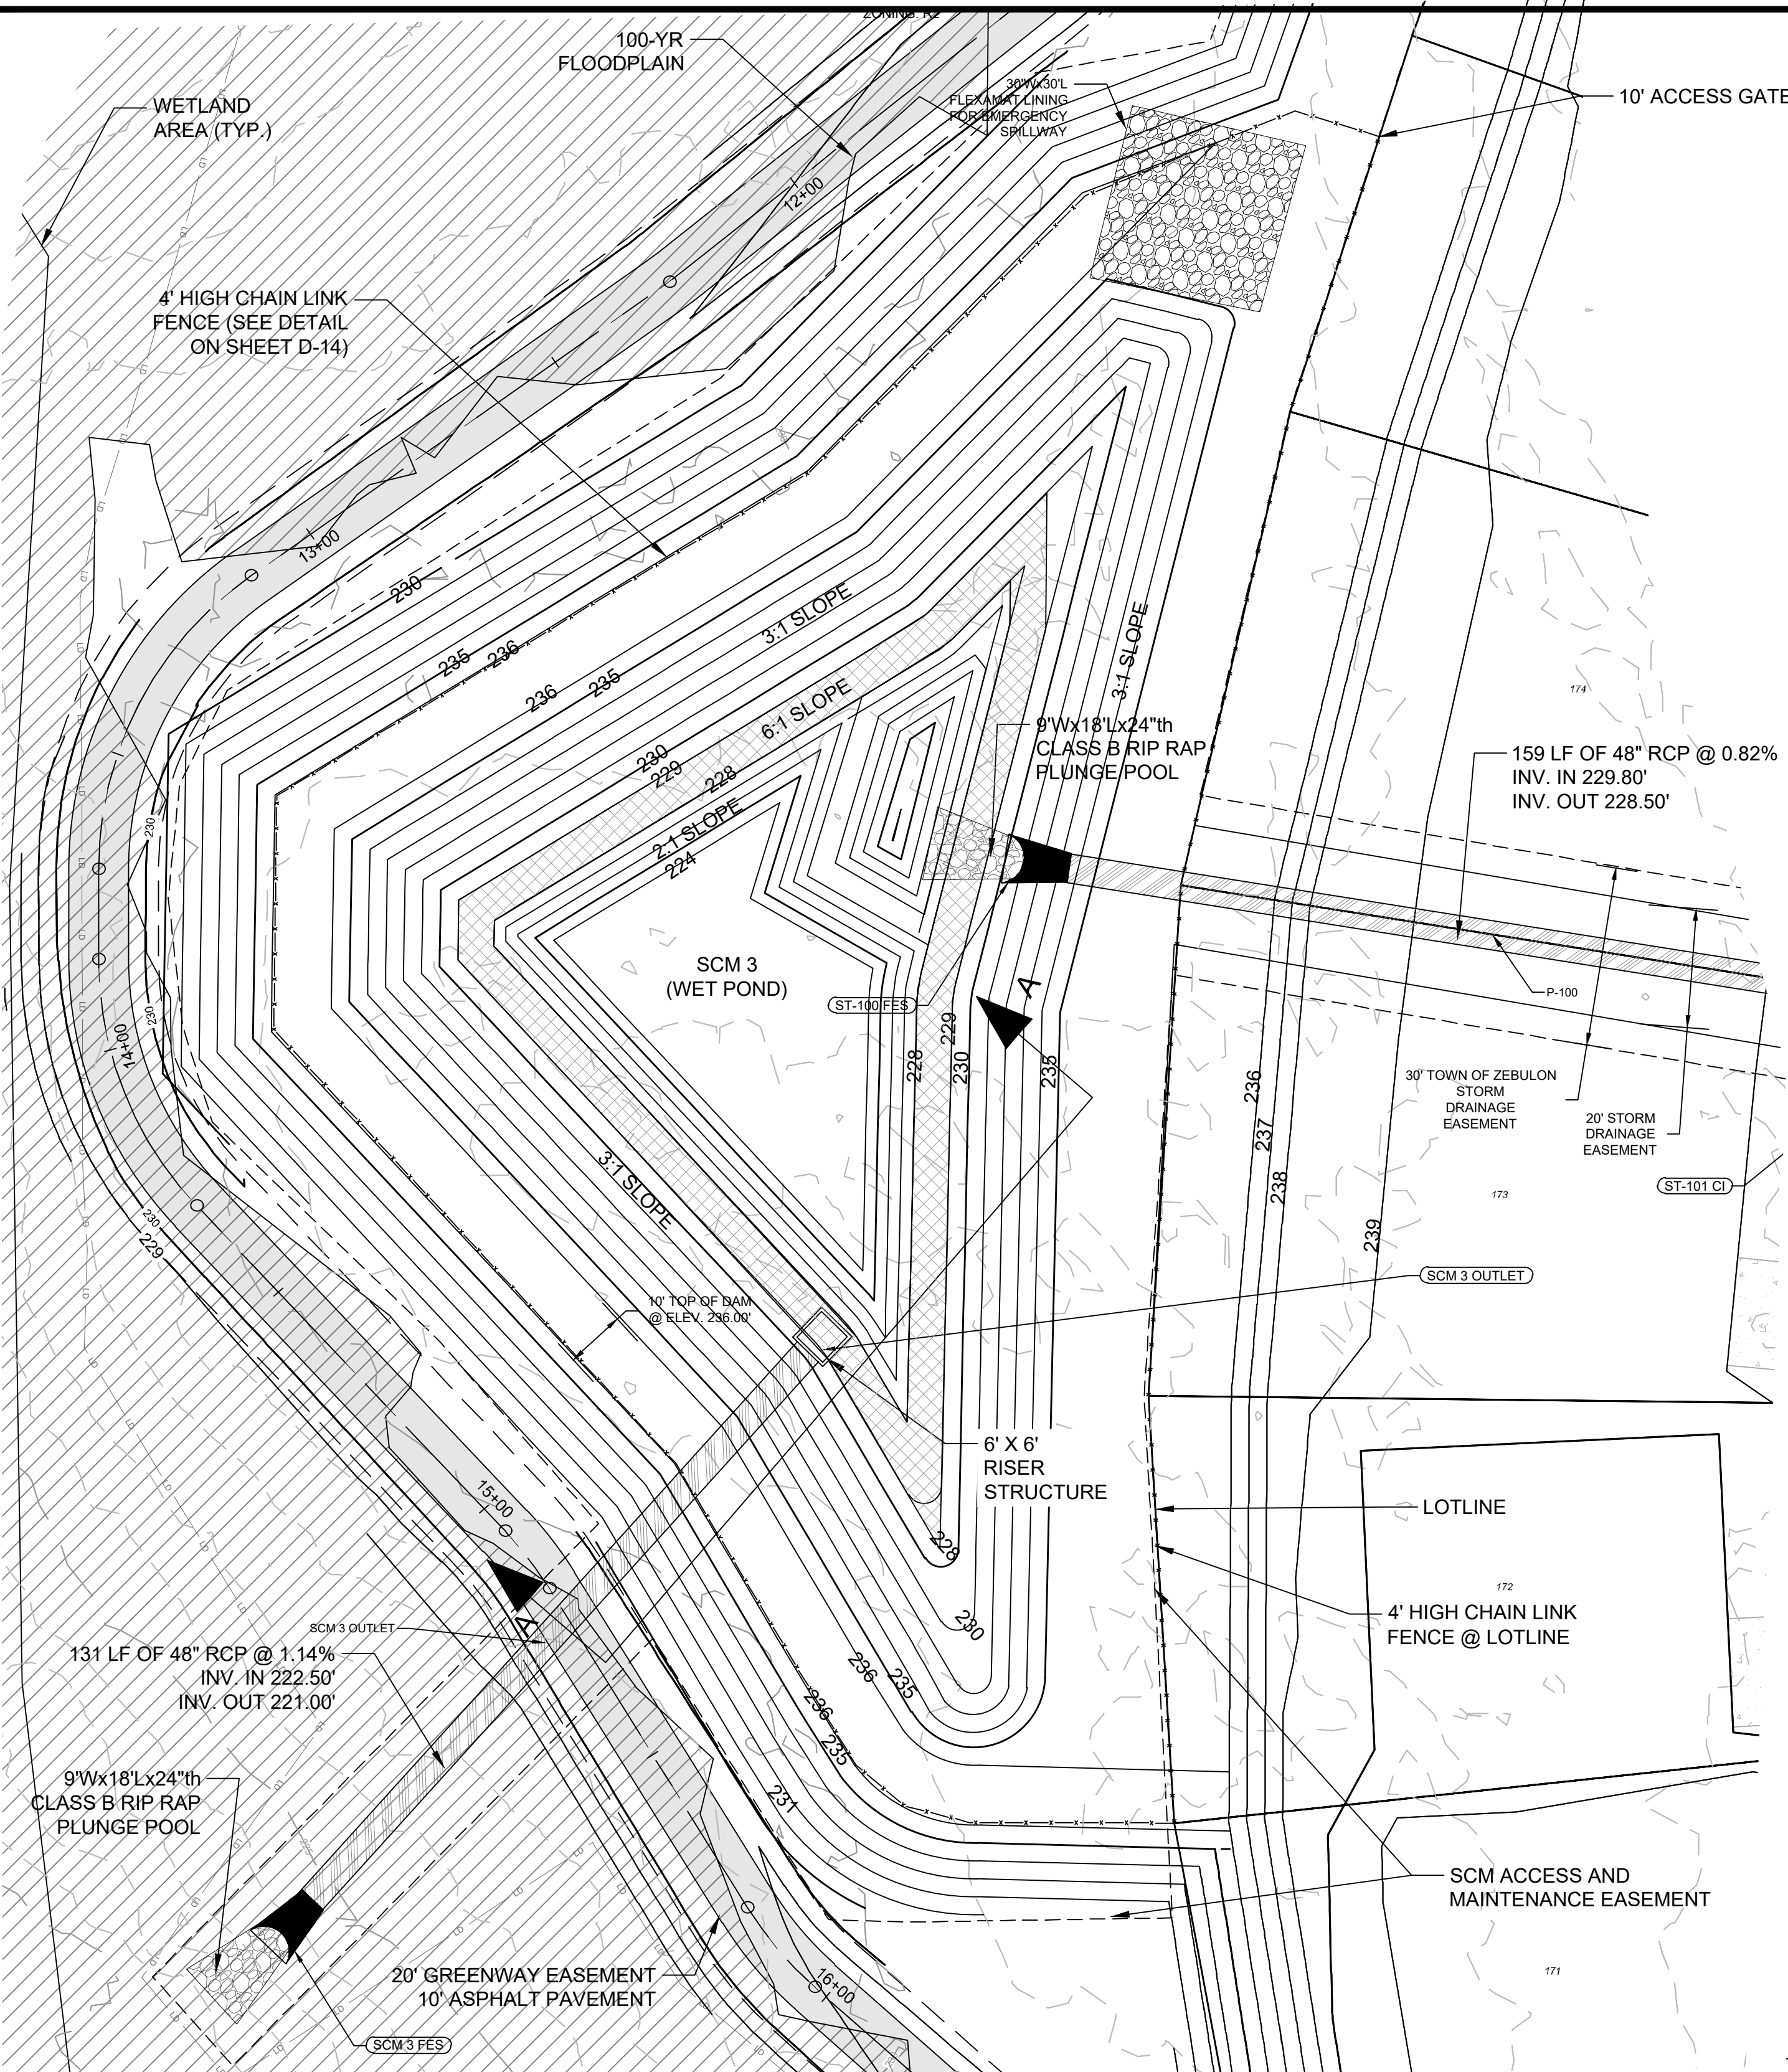 ZONING: R2
100-YR
FLOODPLAIN
30'Wx30'L
FLEXAMAT LINING
FOR EMERGENCY
SPILLWAY
10' ACCESS GATE
WETLAND
AREA (TYP.)
12+00
4' HIGH CHAIN LINK
FENCE (SEE DETAIL
ON SHEET D-14)
13+00
230
235
236
236
235
3:1 SLOPE
3:1 SLOPE
6:1 SLOPE
230
229
228
2:1 SLOPE
224
9'Wx18'Lx24"th
CLASS B RIP RAP
PLUNGE POOL
174
159 LF OF 48" RCP @ 0.82%
INV. IN 229.80'
INV. OUT 228.50'
230
230
14+00
SCM 3
(WET POND)
ST-100 FES
A
P-100
228
229
230
235
236
237
238
239
30' TOWN OF ZEBULON
STORM
DRAINAGE
EASEMENT
20' STORM
DRAINAGE
EASEMENT
ST-101 CI
173
3:1 SLOPE
230
229
SCM 3 OUTLET
10' TOP OF DAM
@ ELEV. 236.00'
6' X 6'
RISER
STRUCTURE
15+00
LOTLINE
228
172
4' HIGH CHAIN LINK
FENCE @ LOTLINE
A
SCM 3 OUTLET
131 LF OF 48" RCP @ 1.14%
INV. IN 222.50'
INV. OUT 221.00'
230
236
235
236
235
231
9'Wx18'Lx24"th
CLASS B RIP RAP
PLUNGE POOL
SCM ACCESS AND
MAINTENANCE EASEMENT
171
20' GREENWAY EASEMENT
10' ASPHALT PAVEMENT
16+00
SCM 3 FES